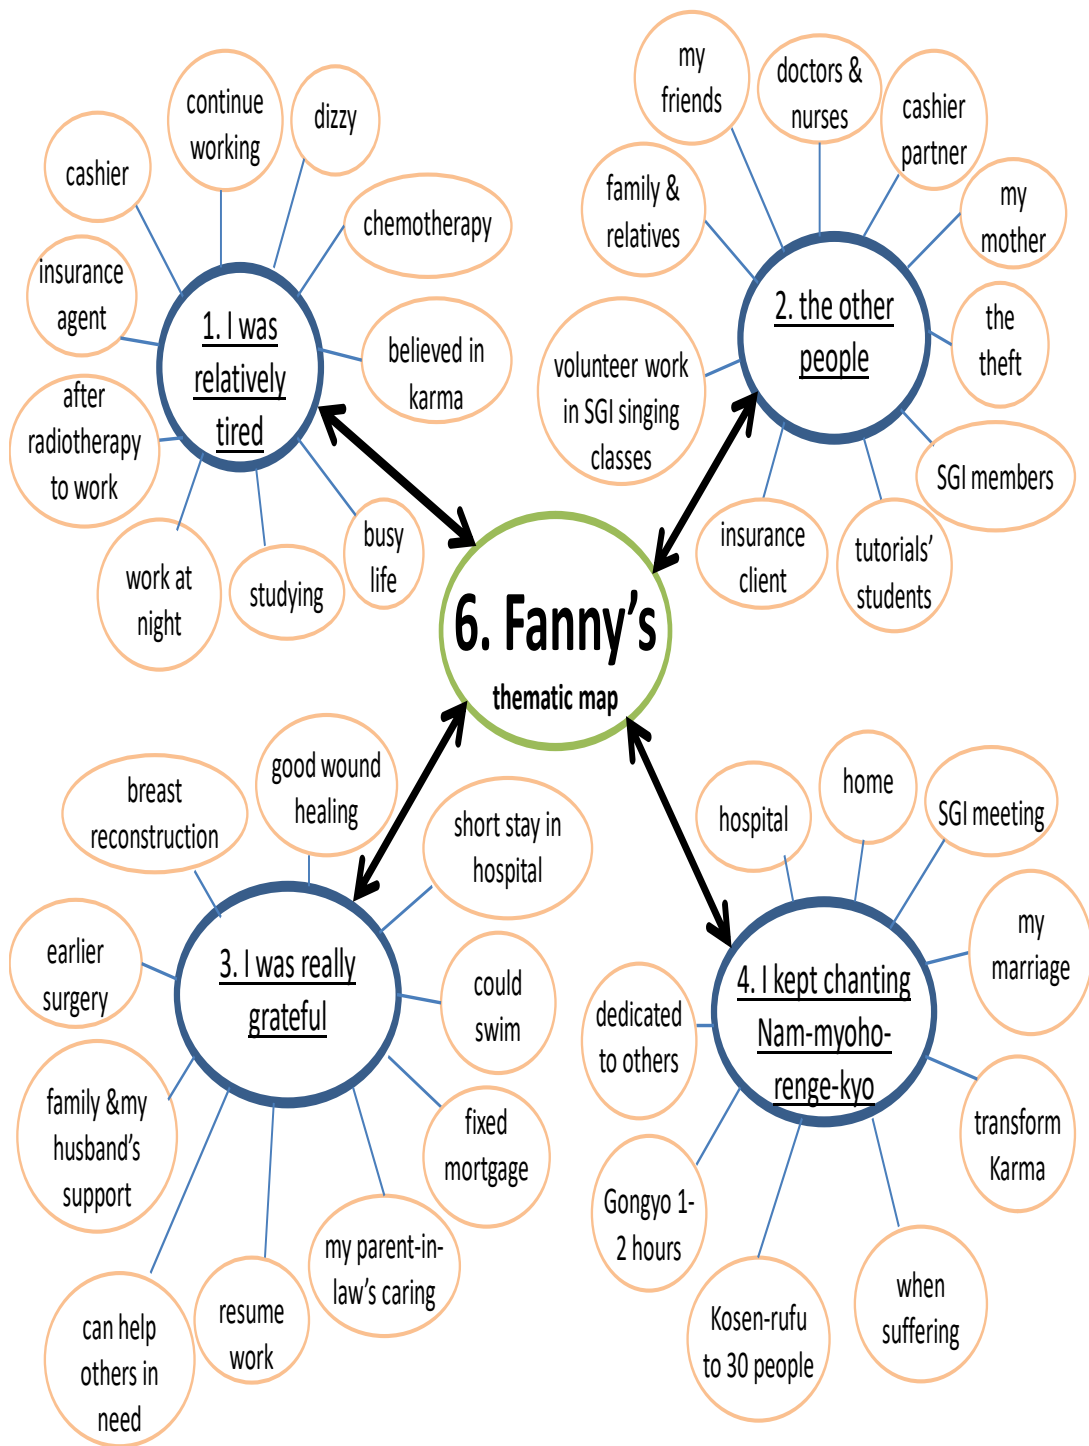 continue
working
dizzy
cashier
chemotherapy
insurance
agent
1. I was
relatively
tired
believed in
karma
after
radiotherapy
to work
work at
night
studying
busy
life
my
friends
doctors &
nurses
cashier
partner
family &
relatives
my
mother
2. the other
people
the
theft
volunteer work
in SGI singing
classes
SGI members
insurance
client
tutorials’
students
6. Fanny’s
thematic map
breast
reconstruction
good wound
healing
short stay in
hospital
earlier
surgery
3. I was really
grateful
could
swim
family &my
husband’s
support
fixed
mortgage
my parent-in-
law’s caring
resume
work
can help
others in
need
hospital
home
SGI meeting
my
marriage
4. I kept chanting
Nam-myoho-
renge-kyo
dedicated
to others
transform
Karma
Gongyo 1-
2 hours
when
suffering
Kosen-rufu
to 30 people